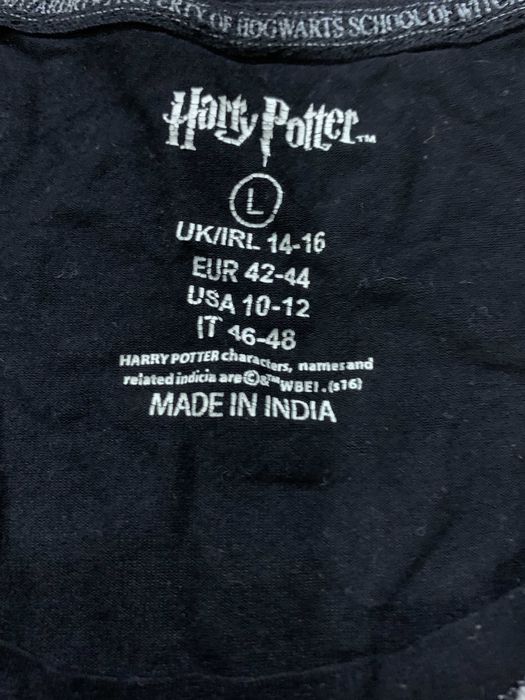 OF HOGWARTS SCHOOL OF
Harry Potter™
L
UK/IRL 14-16
EUR 42-44
USA 10-12
IT 46-48
HARRY POTTER characters, names and
related indicia are © & ™ WBEI . (s16)
MADE IN INDIA